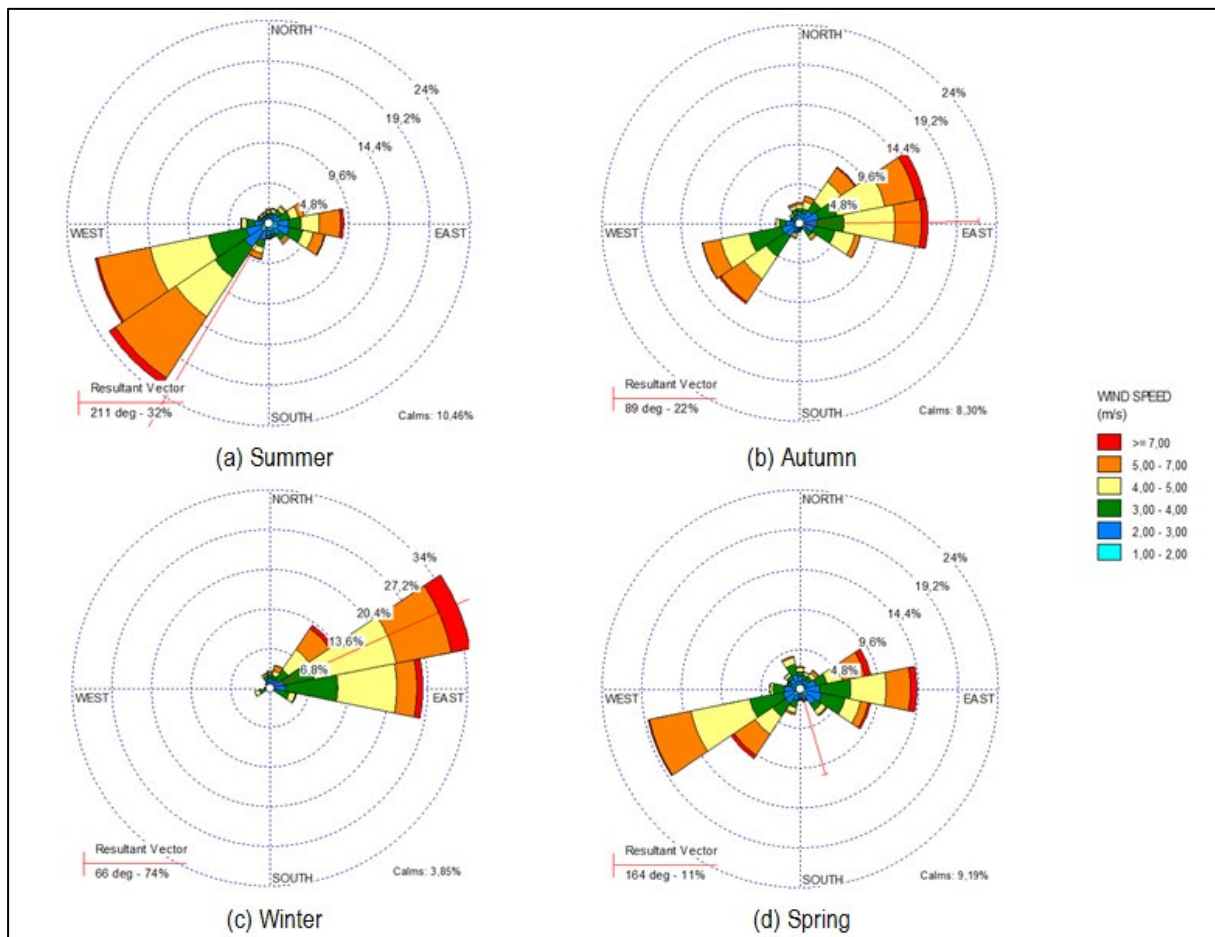 NORTH
24%
19,2%
14,4%
9,6%
4,8%
WEST
EAST
Resultant Vector
211 deg - 32%
SOUTH
Calms: 10,46%
(a) Summer
NORTH
24%
19,2%
14,4%
9,6%
4,8%
WEST
EAST
Resultant Vector
89 deg - 22%
SOUTH
Calms: 8,30%
(b) Autumn
WIND SPEED
(m/s)
>= 7,00
5,00 - 7,00
4,00 - 5,00
3,00 - 4,00
2,00 - 3,00
1,00 - 2,00
NORTH
34%
27,2%
20,4%
13,6%
6,8%
WEST
EAST
Resultant Vector
66 deg - 74%
SOUTH
Calms: 3,85%
(c) Winter
NORTH
24%
19,2%
14,4%
9,6%
4,8%
WEST
EAST
Resultant Vector
164 deg - 11%
SOUTH
Calms: 9,19%
(d) Spring